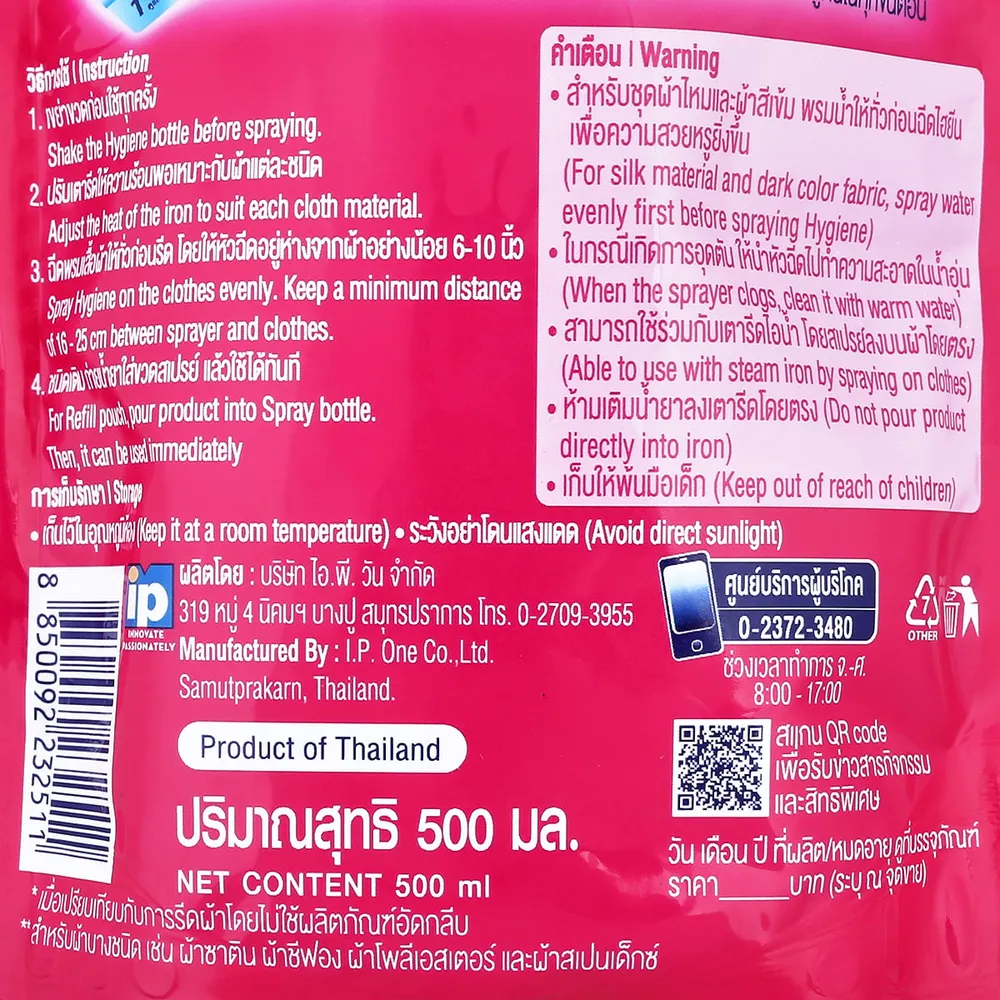 วิธีการใช้ | Instruction
1. เขย่าขวดก่อนใช้ทุกครั้ง
Shake the Hygiene bottle before spraying.
2. ปรับเตารีดให้ความร้อนพอเหมาะกับผ้าแต่ละชนิด
Adjust the heat of the iron to suit each cloth material.
3. ฉีดพรมเสื้อผ้าให้ทั่วก่อนรีด โดยให้หัวฉีดอยู่ห่างจากผ้าอย่างน้อย 6-10 นิ้ว
Spray Hygiene on the clothes evenly. Keep a minimum distance
of 16 - 25 cm between sprayer and clothes.
4. ชนิดเติม ถ่ายน้ำยาใส่ขวดสเปรย์ แล้วใช้ได้ทันที
For Refill pouch, pour product into Spray bottle.
Then, it can be used immediately
การเก็บรักษา | Storage
• เก็บไว้ในอุณหภูมิห้อง (Keep it at a room temperature) • ระวังอย่าโดนแสงแดด (Avoid direct sunlight)
คำเตือน | Warning
• สำหรับชุดผ้าไหมและผ้าสีเข้ม พรมน้ำให้ทั่วก่อนฉีดไฮยีน
เพื่อความสวยหรูยิ่งขึ้น
(For silk material and dark color fabric, spray water
evenly first before spraying Hygiene)
• ในกรณีเกิดการอุดตัน ให้นำหัวฉีดไปทำความสะอาดในน้ำอุ่น
(When the sprayer clogs, clean it with warm water)
• สามารถใช้ร่วมกับเตารีดไอน้ำ โดยสเปรย์ลงบนผ้าโดยตรง
(Able to use with steam iron by spraying on clothes)
• ห้ามเติมน้ำยาลงเตารีดโดยตรง (Do not pour product
directly into iron)
• เก็บให้พ้นมือเด็ก (Keep out of reach of children)
8 850092 232511
ip
INNOVATE
PASSIONATELY
ผลิตโดย : บริษัท ไอ.พี. วัน จำกัด
319 หมู่ 4 นิคมฯ บางปู สมุทรปราการ โทร. 0-2709-3955
Manufactured By : I.P. One Co.,Ltd.
Samutprakarn, Thailand.
Product of Thailand
ปริมาณสุทธิ 500 มล.
NET CONTENT 500 ml
ศูนย์บริการผู้บริโภค
0-2372-3480
ช่วงเวลาทำการ จ.-ศ.
8:00 - 17:00
7
OTHER
สแกน QR code
เพื่อรับข่าวสารกิจกรรม
และสิทธิพิเศษ
วัน เดือน ปี ที่ผลิต/หมดอายุ ดูที่บรรจุภัณฑ์
ราคา______บาท (ระบุ ณ จุดขาย)
*เมื่อเปรียบเทียบกับการรีดผ้าโดยไม่ใช้ผลิตภัณฑ์อัดกลีบ
**สำหรับผ้าบางชนิด เช่น ผ้าซาติน ผ้าชีฟอง ผ้าโพลีเอสเตอร์ และผ้าสเปนเด็กซ์